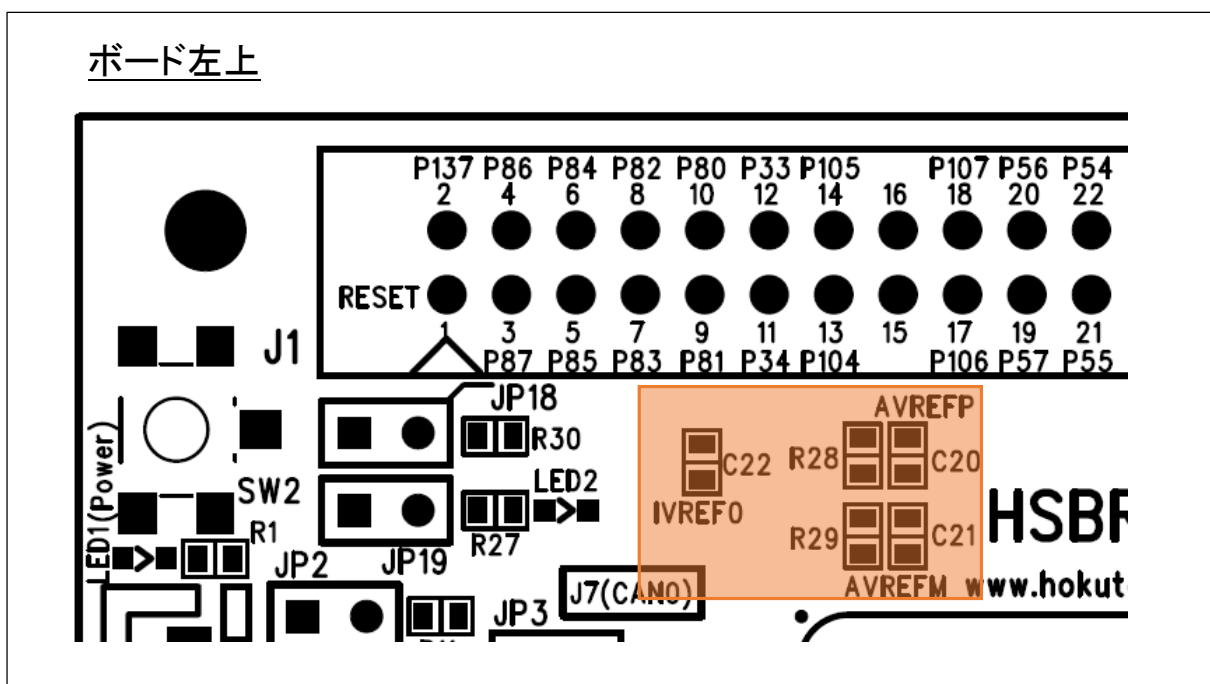 ボード左上
P137 P86 P84 P82 P80 P33 P105 P107 P56 P54
2 4 6 8 10 12 14 16 18 20 22
RESET
1 3 5 7 9 11 13 15 17 19 21
P87 P85 P83 P81 P34 P104 P106 P57 P55
J1
JP18
R30
AVREFP
C22 R28 C20
IVREF0
SW2
LED2
LED1(Power)
R1
R27
R29 C21
HSBR
JP2 JP19
J7(CAN0)
AVREFM www.hokut
JP3